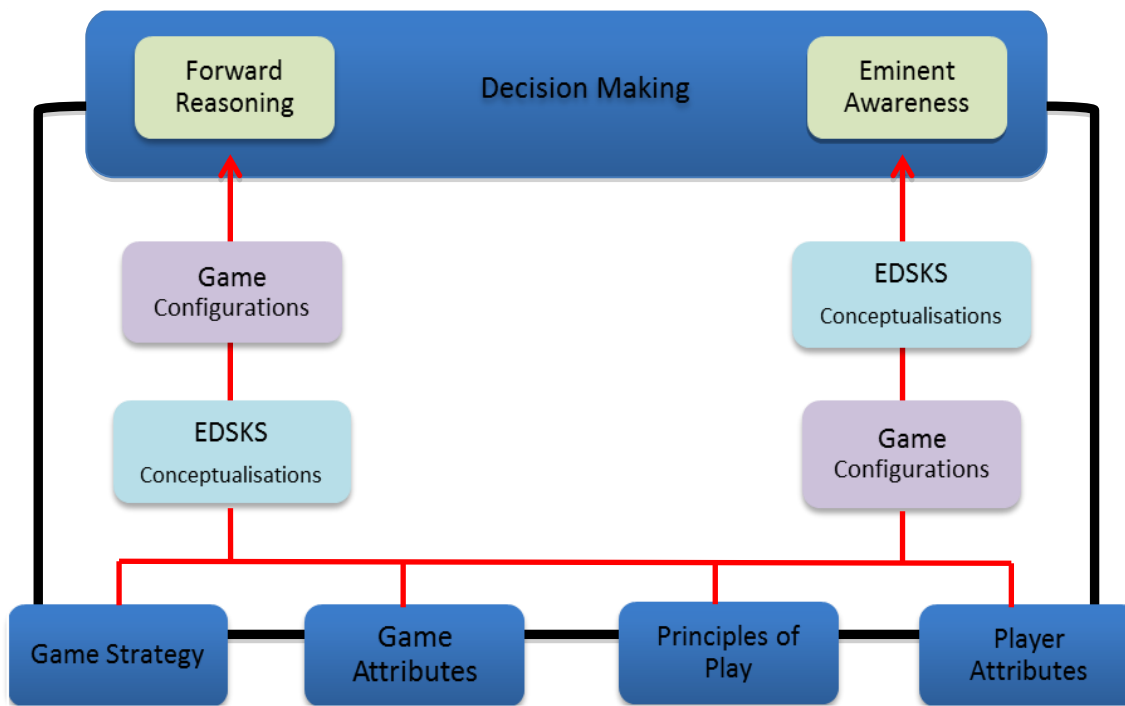 Forward
Reasoning
Decision Making
Eminent
Awareness
Game
Configurations
EDSKS
Conceptualisations
EDSKS
Conceptualisations
Game
Configurations
Game Strategy
Game
Attributes
Principles of
Play
Player
Attributes